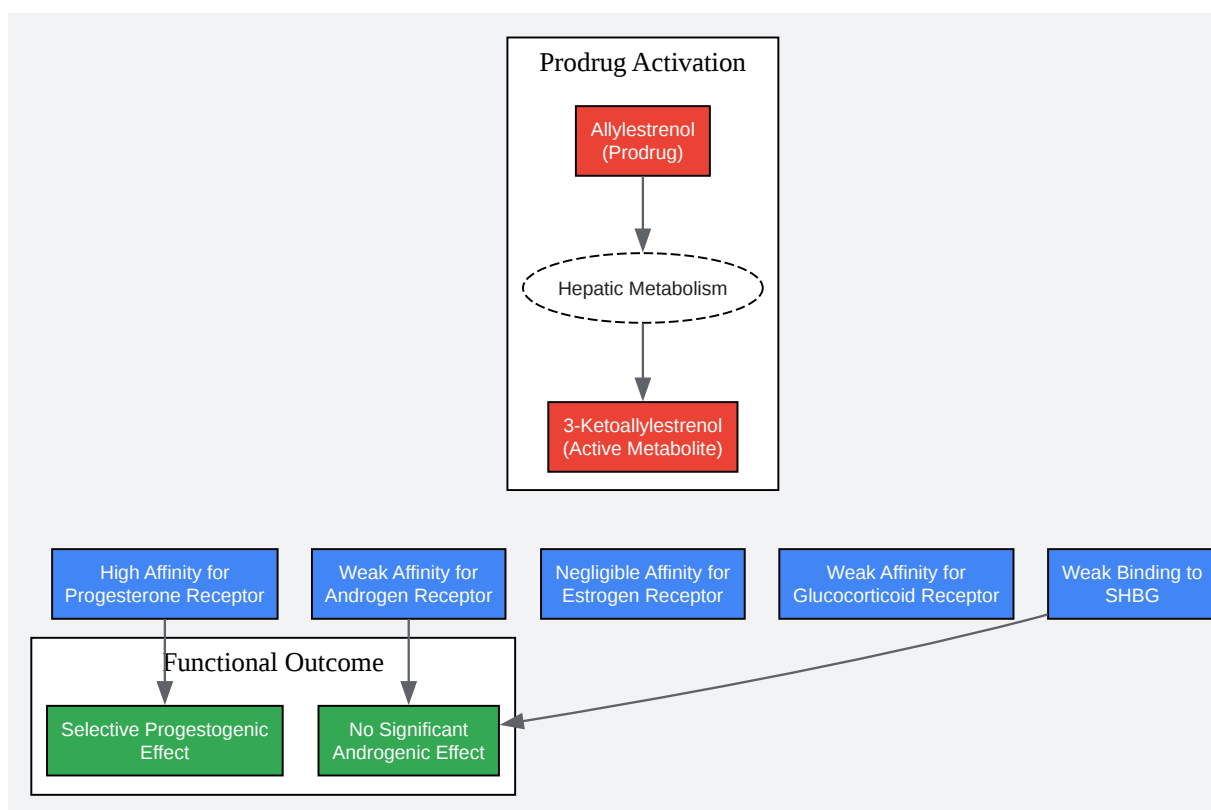 Prodrug Activation
Allylestrenol
(Prodrug)
Hepatic Metabolism
3-Ketoallylestrenol
(Active Metabolite)
High Affinity for
Progesterone Receptor
Weak Affinity for
Androgen Receptor
Negligible Affinity for
Estrogen Receptor
Weak Affinity for
Glucocorticoid Receptor
Weak Binding to
SHBG
Functional Outcome
Selective Progestogenic
Effect
No Significant
Androgenic Effect